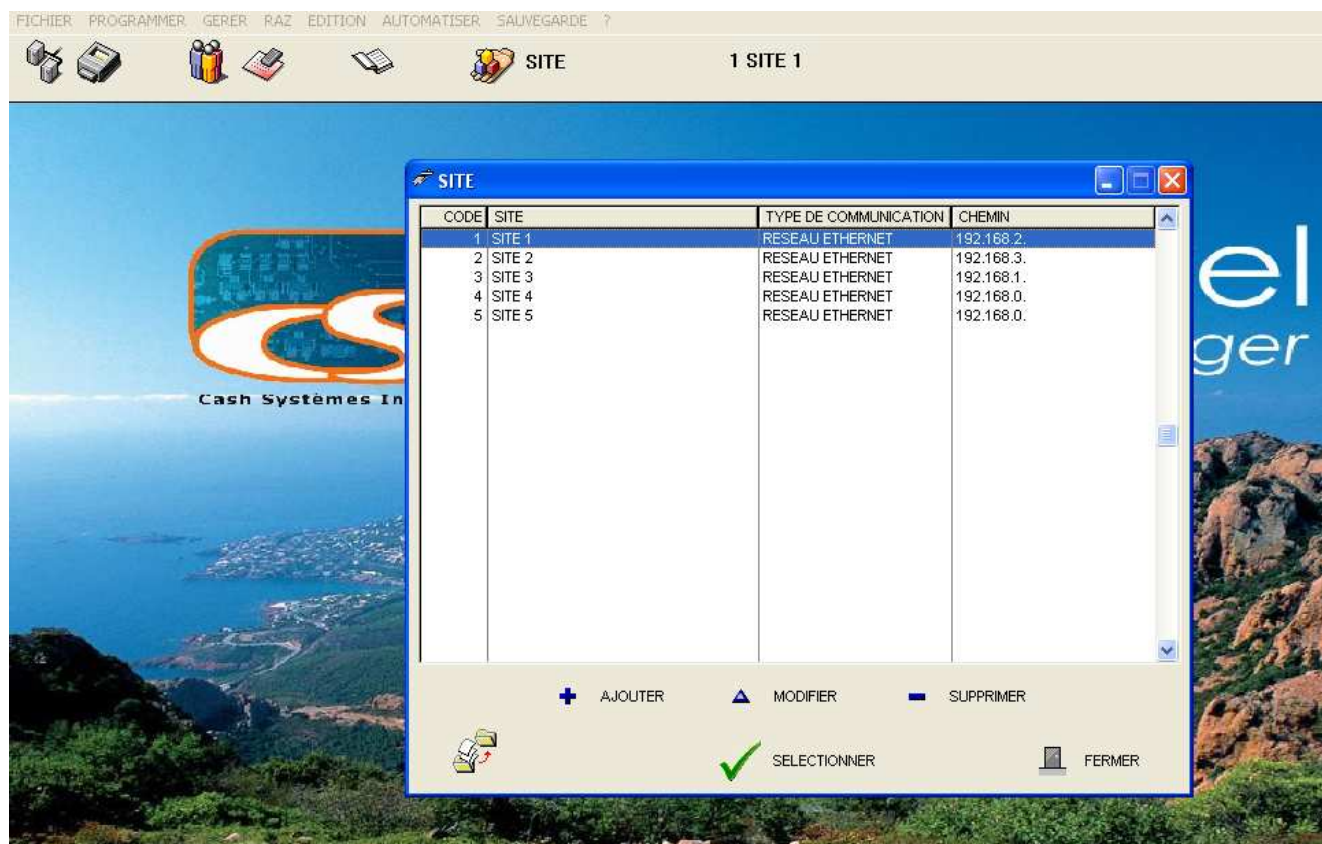 FICHIER PROGRAMMER GERER RAZ EDITION AUTOMATISER SAUVEGARDE ?
SITE 1 SITE 1
SITE
CODE SITE TYPE DE COMMUNICATION CHEMIN
1 SITE 1 RESEAU ETHERNET 192.168.2.
2 SITE 2 RESEAU ETHERNET 192.168.3.
3 SITE 3 RESEAU ETHERNET 192.168.1.
4 SITE 4 RESEAU ETHERNET 192.168.0.
5 SITE 5 RESEAU ETHERNET 192.168.0.
el
ger
CS
Cash Systèmes In
AJOUTER MODIFIER SUPPRIMER
SELECTIONNER FERMER